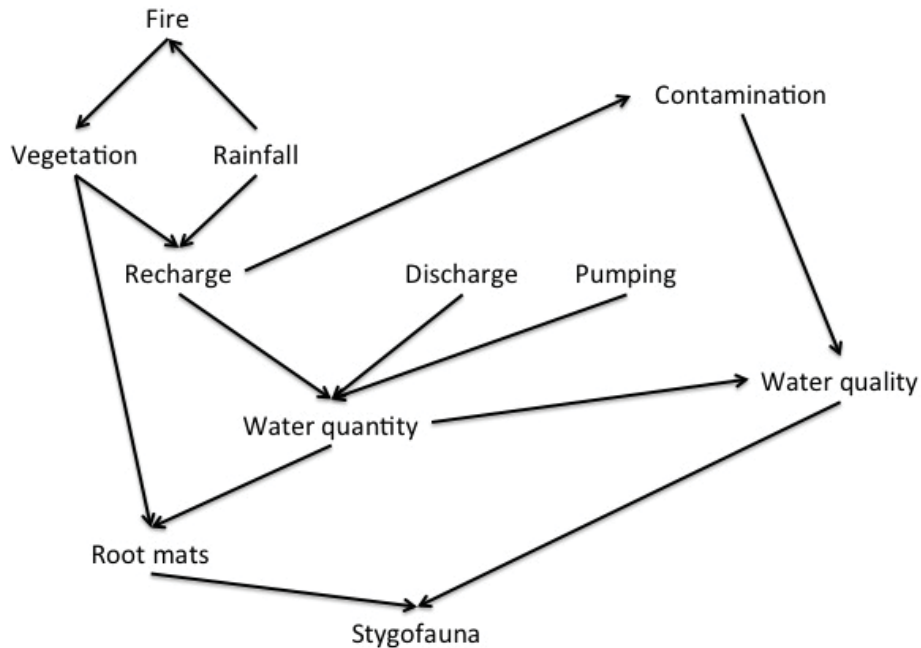 Fire
Contamination
Vegetation
Rainfall
Recharge
Discharge
Pumping
Water quality
Water quantity
Root mats
Stygofauna